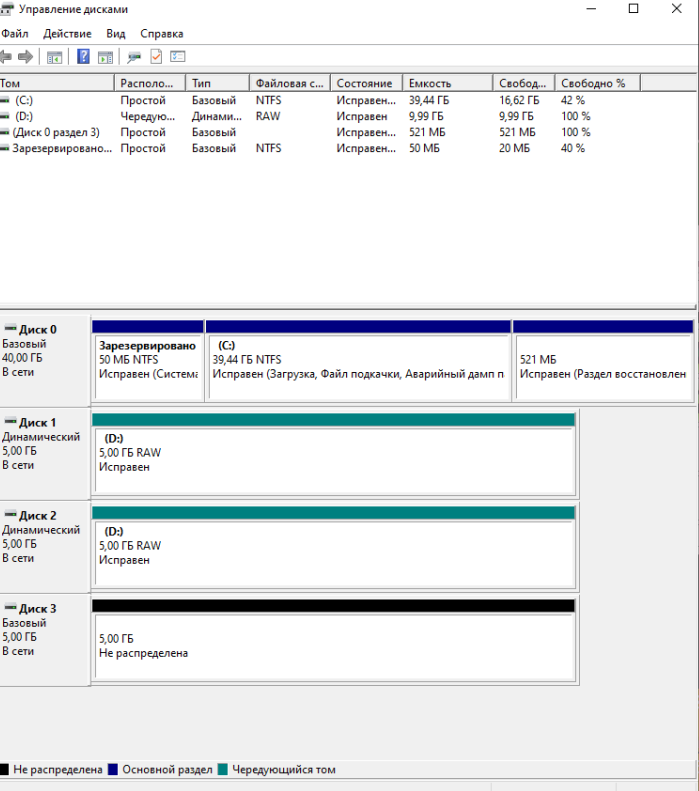 Управление дисками
Файл Действие Вид Справка
Том Располо... Тип Файловая с... Состояние Емкость Свобод... Свободно %
(C:) Простой Базовый NTFS Исправен... 39,44 ГБ 16,62 ГБ 42 %
(D:) Чередую... Динами... RAW Исправен 9,99 ГБ 9,99 ГБ 100 %
(Диск 0 раздел 3) Простой Базовый Исправен... 521 МБ 521 МБ 100 %
Зарезервировано... Простой Базовый NTFS Исправен... 50 МБ 20 МБ 40 %
Диск 0
Базовый
40,00 ГБ
В сети
Зарезервировано
50 МБ NTFS
Исправен (Система
(C:)
39,44 ГБ NTFS
Исправен (Загрузка, Файл подкачки, Аварийный дамп п
521 МБ
Исправен (Раздел восстановлен
Диск 1
Динамический
5,00 ГБ
В сети
(D:)
5,00 ГБ RAW
Исправен
Диск 2
Динамический
5,00 ГБ
В сети
(D:)
5,00 ГБ RAW
Исправен
Диск 3
Базовый
5,00 ГБ
В сети
5,00 ГБ
Не распределена
Не распределена Основной раздел Чередующийся том